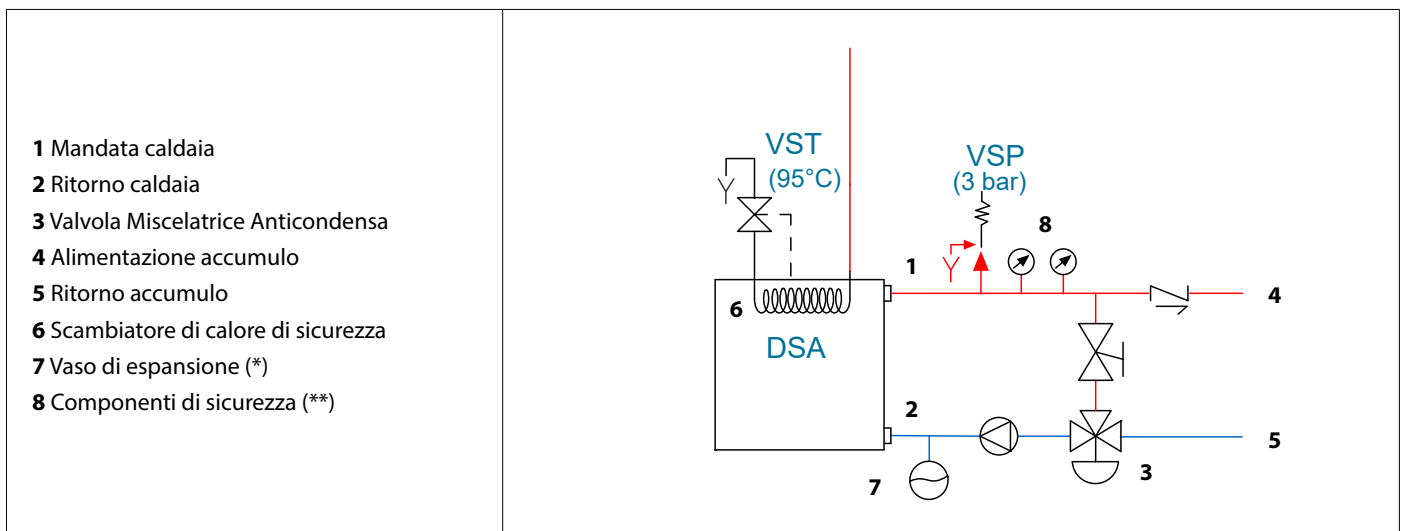 1 Mandata caldaia
2 Ritorno caldaia
3 Valvola Miscelatrice Anticondensa
4 Alimentazione accumulo
5 Ritorno accumulo
6 Scambiatore di calore di sicurezza
7 Vaso di espansione (*)
8 Componenti di sicurezza (**)
VST
(95°C)
VSP
(3 bar)
8
1
6
4
DSA
2
5
7
3